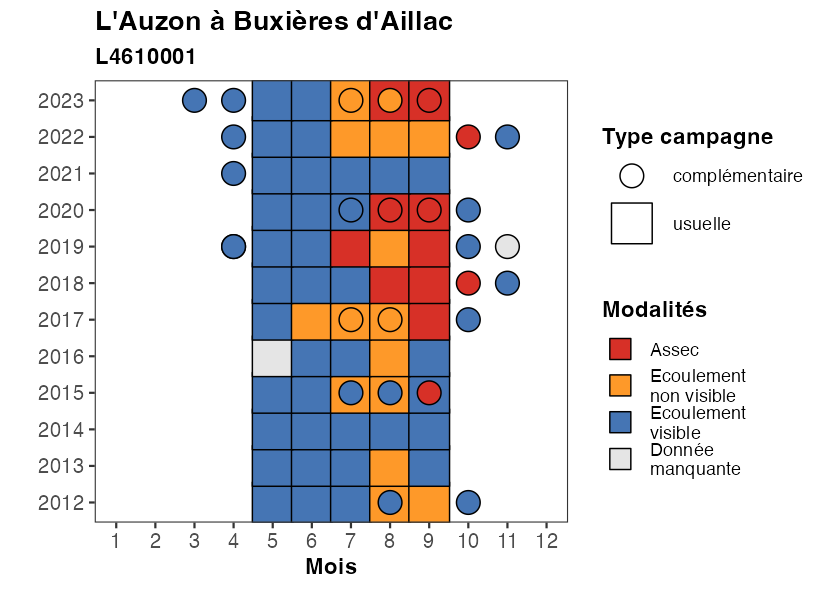 L'Auzon à Buxières d'Aillac
L4610001
2023
2022
2021
2020
2019
2018
2017
2016
2015
2014
2013
2012
1 2 3 4 5 6 7 8 9 10 11 12
Mois
Type campagne
complémentaire
usuelle
Modalités
Assec
Ecoulement
non visible
Ecoulement
visible
Donnée
manquante